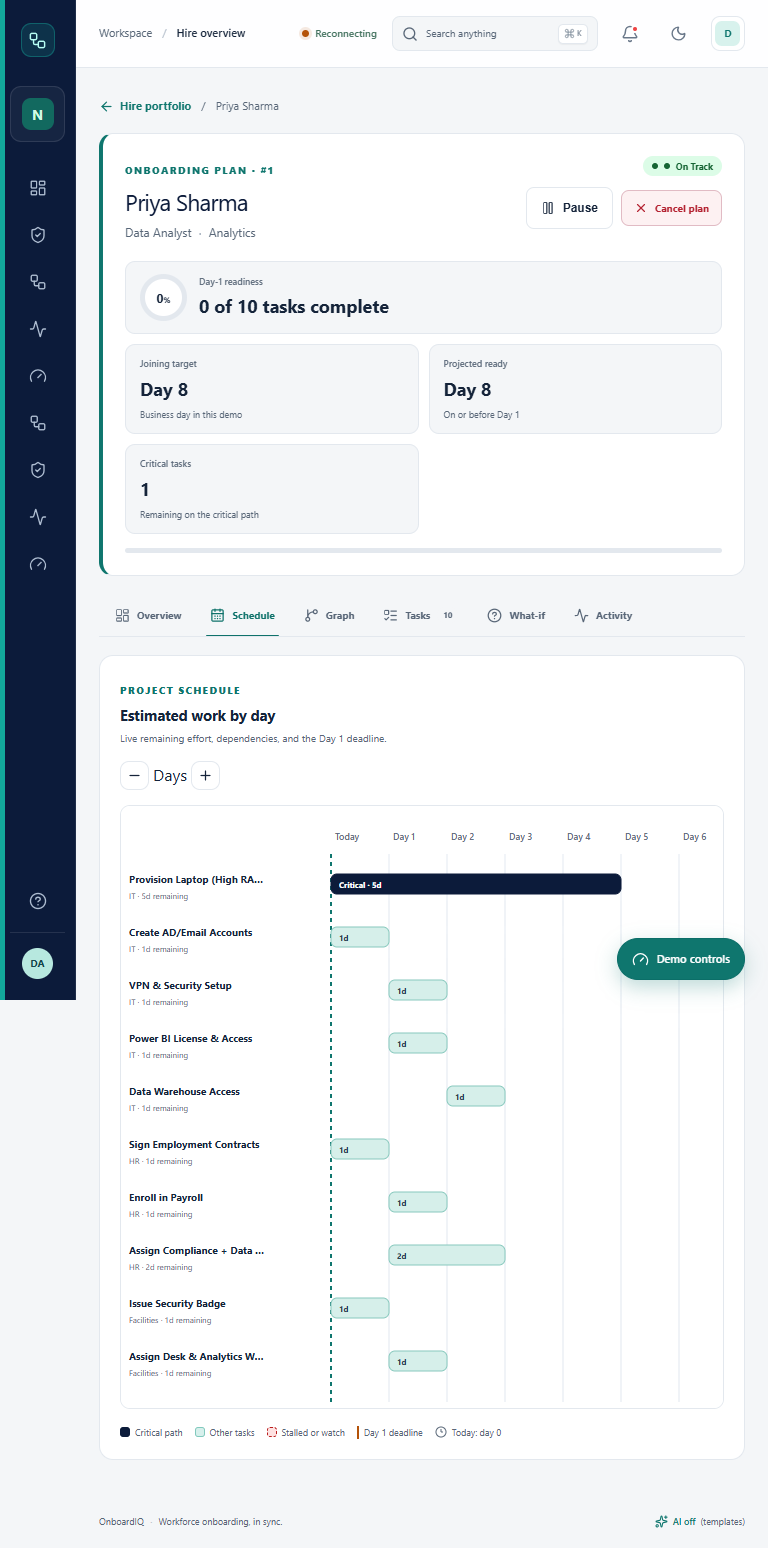 Workspace / Hire overview
Reconnecting
Search anything
⌘ K
D
N
Hire portfolio / Priya Sharma
ONBOARDING PLAN · #1
On Track
Priya Sharma
Pause
Cancel plan
Data Analyst · Analytics
0%
Day-1 readiness
0 of 10 tasks complete
Joining target
Day 8
Business day in this demo
Projected ready
Day 8
On or before Day 1
Critical tasks
1
Remaining on the critical path
Overview
Schedule
Graph
Tasks 10
What-if
Activity
PROJECT SCHEDULE
Estimated work by day
Live remaining effort, dependencies, and the Day 1 deadline.
− Days +
Today Day 1 Day 2 Day 3 Day 4 Day 5 Day 6
Provision Laptop (High RA...
IT · 5d remaining
Critical · 5d
Create AD/Email Accounts
IT · 1d remaining
1d
VPN & Security Setup
IT · 1d remaining
1d
Power BI License & Access
IT · 1d remaining
1d
Data Warehouse Access
IT · 1d remaining
1d
Sign Employment Contracts
HR · 1d remaining
1d
Enroll in Payroll
HR · 1d remaining
1d
Assign Compliance + Data ...
HR · 2d remaining
2d
Issue Security Badge
Facilities · 1d remaining
1d
Assign Desk & Analytics W...
Facilities · 1d remaining
1d
Demo controls
DA
Critical path
Other tasks
Stalled or watch
Day 1 deadline
Today: day 0
OnboardIQ · Workforce onboarding, in sync.
AI off (templates)